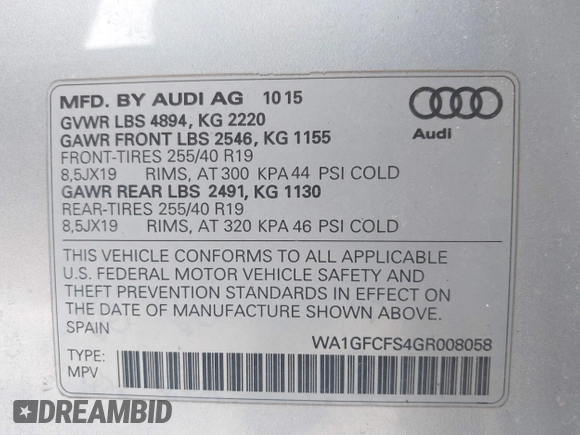 MFD. BY AUDI AG 10 15
GVWR LBS 4894, KG 2220
GAWR FRONT LBS 2546, KG 1155
FRONT-TIRES 255/40 R19
8,5JX19 RIMS, AT 300 KPA 44 PSI COLD
GAWR REAR LBS 2491, KG 1130
REAR-TIRES 255/40 R19
8,5JX19 RIMS, AT 320 KPA 46 PSI COLD
Audi
THIS VEHICLE CONFORMS TO ALL APPLICABLE
U.S. FEDERAL MOTOR VEHICLE SAFETY AND
THEFT PREVENTION STANDARDS IN EFFECT ON
THE DATE OF MANUFACTURE SHOWN ABOVE.
SPAIN
WA1GFCFS4GR008058
TYPE:
MPV
DREAMBID